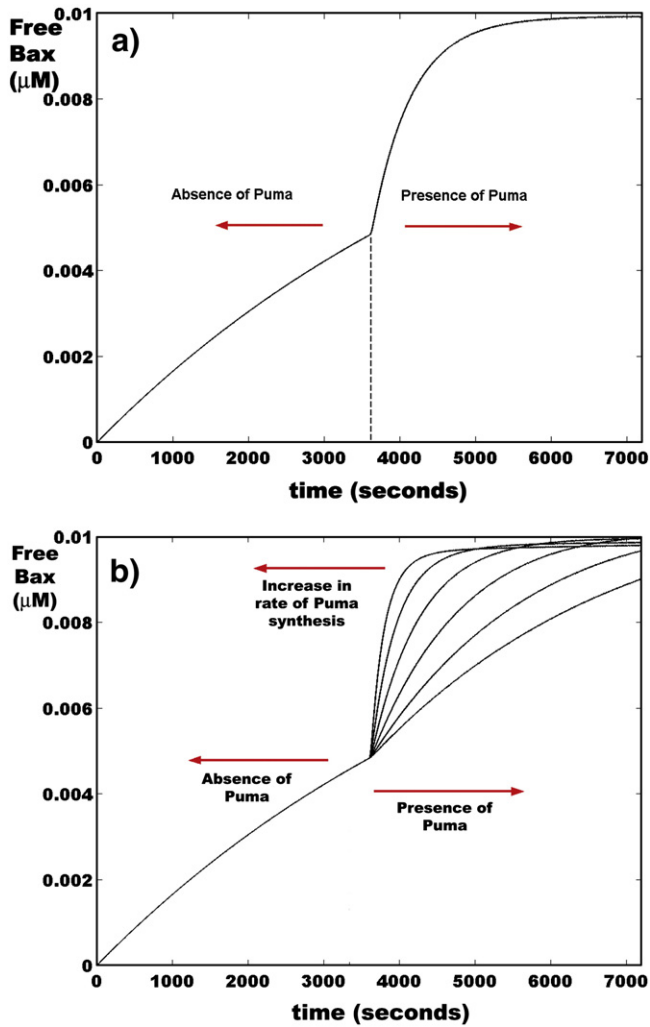 Free
Bax
(µM)
a)
0.01
0.008
0.006
0.004
0.002
0
Absence of Puma
Presence of Puma
0
1000
2000
3000
4000
5000
6000
7000
time (seconds)
Free
Bax
(µM)
b)
0.01
0.008
0.006
0.004
0.002
0
Increase in
rate of Puma
synthesis
Absence of
Puma
Presence of
Puma
0
1000
2000
3000
4000
5000
6000
7000
time (seconds)